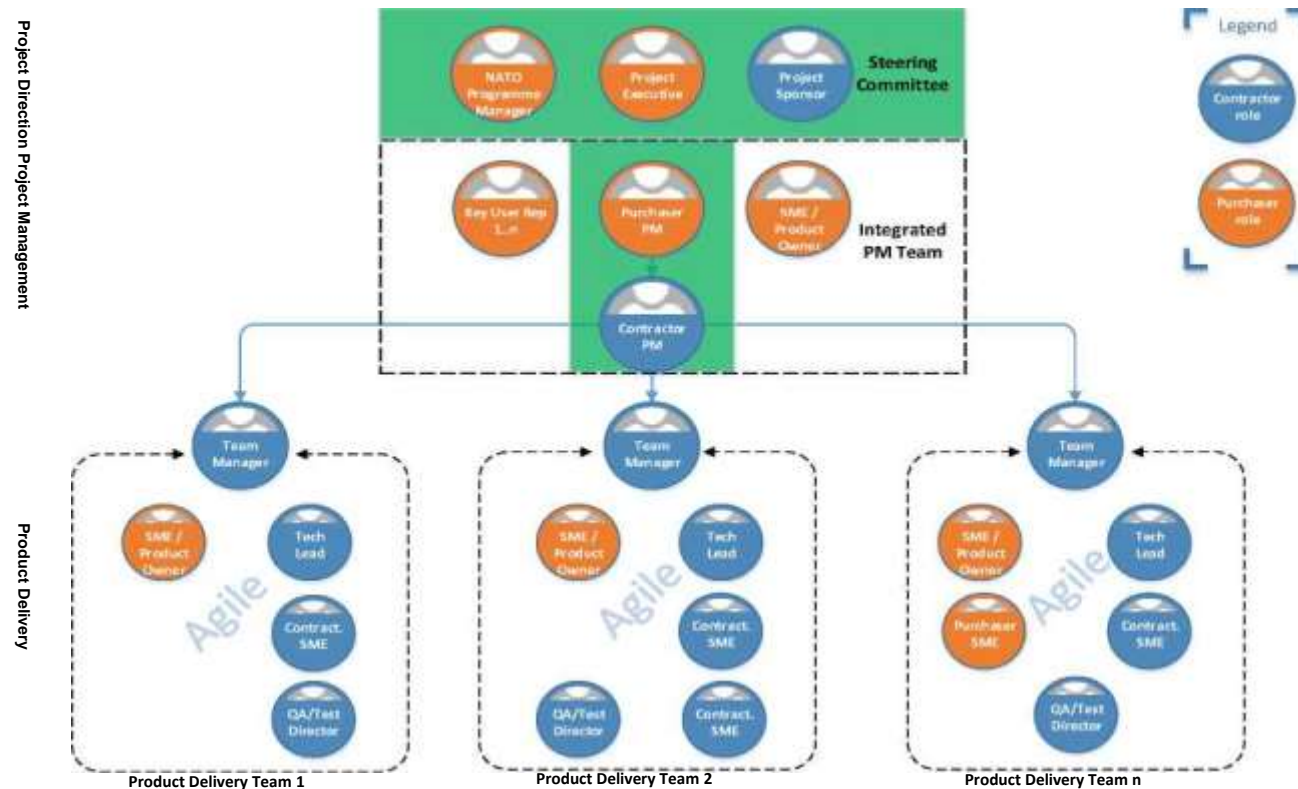 Project Direction Project Management
Product Delivery
NATO
Programme
Manager
Project
Executive
Project
Sponsor
Steering
Committee
Legend
Contractor
role
Purchaser
role
Key User Rep
1..n
Purchaser
PM
SME /
Product
Owner
Integrated
PM Team
Contractor
PM
Team
Manager
Team
Manager
Team
Manager
SME /
Product
Owner
Tech
Lead
Agile
Contract.
SME
QA/Test
Director
Product Delivery Team 1
SME /
Product
Owner
Tech
Lead
Agile
Contract.
SME
QA/Test
Director
Contract.
SME
Product Delivery Team 2
SME /
Product
Owner
Tech
Lead
Agile
Purchaser
SME
Contract.
SME
QA/Test
Director
Product Delivery Team n